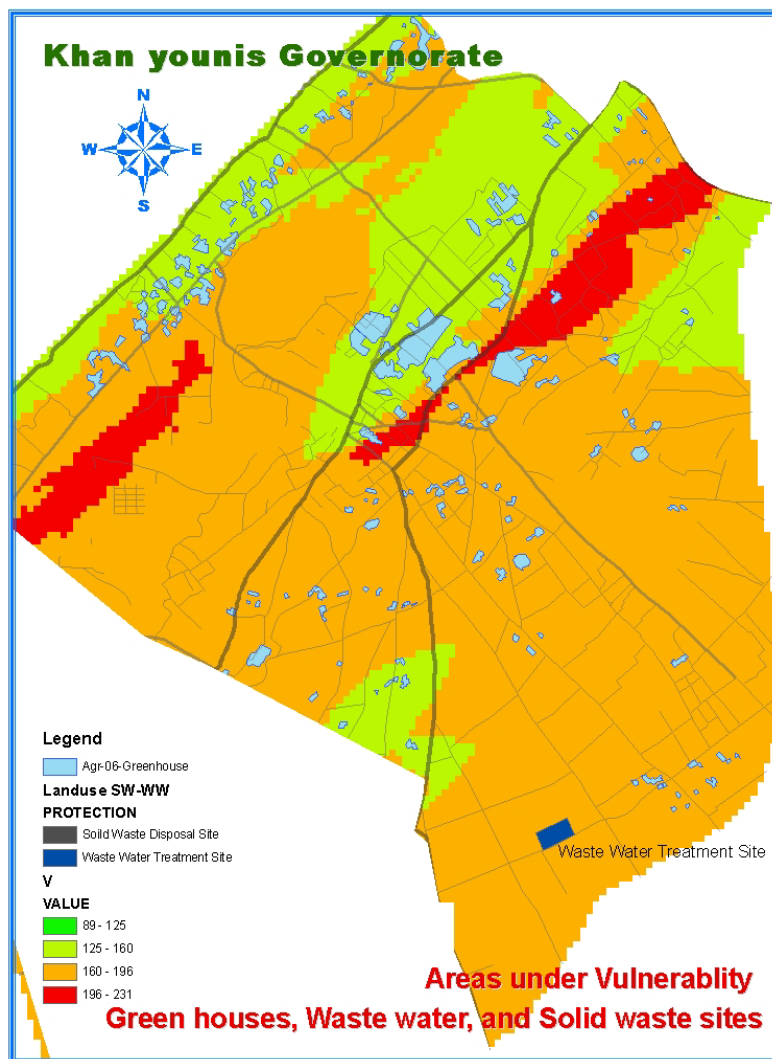 Khan younis Governorate
N
W E
S
Legend
Agr-06-Greenhouse
Landuse SW-WW
PROTECTION
Soild Waste Disposal Site
Waste Water Treatment Site
Waste Water Treatment Site
V
VALUE
89 - 125
125 - 160
160 - 196
196 - 231
Areas under Vulnerablity
Green houses, Waste water, and Solid waste sites